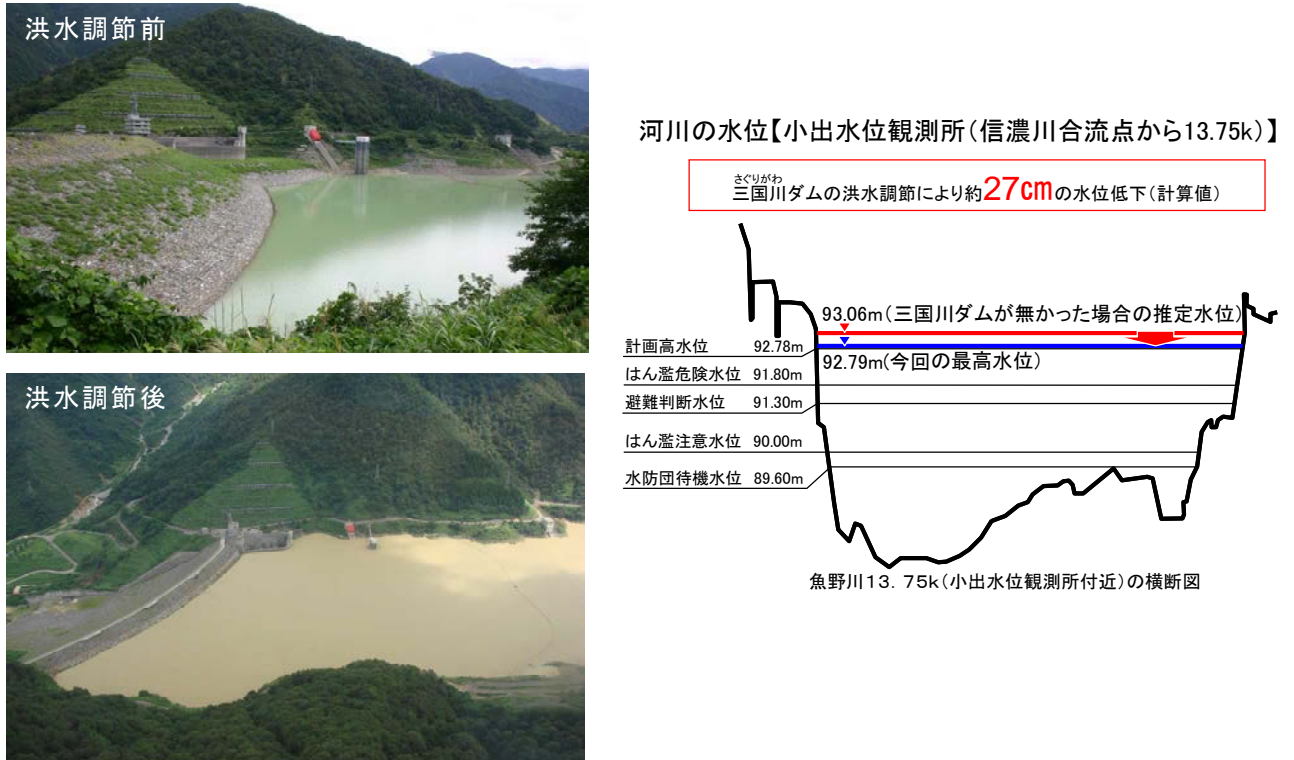 洪水調節前
洪水調節後
河川の水位【小出水位観測所(信濃川合流点から13.75k)】
さぐりがわ
三国川ダムの洪水調節により約27cmの水位低下(計算値)
93.06m(三国川ダムが無かった場合の推定水位)
計画高水位 92.78m
92.79m(今回の最高水位)
はん濫危険水位 91.80m
避難判断水位 91.30m
はん濫注意水位 90.00m
水防団待機水位 89.60m
魚野川13.75k(小出水位観測所付近)の横断図